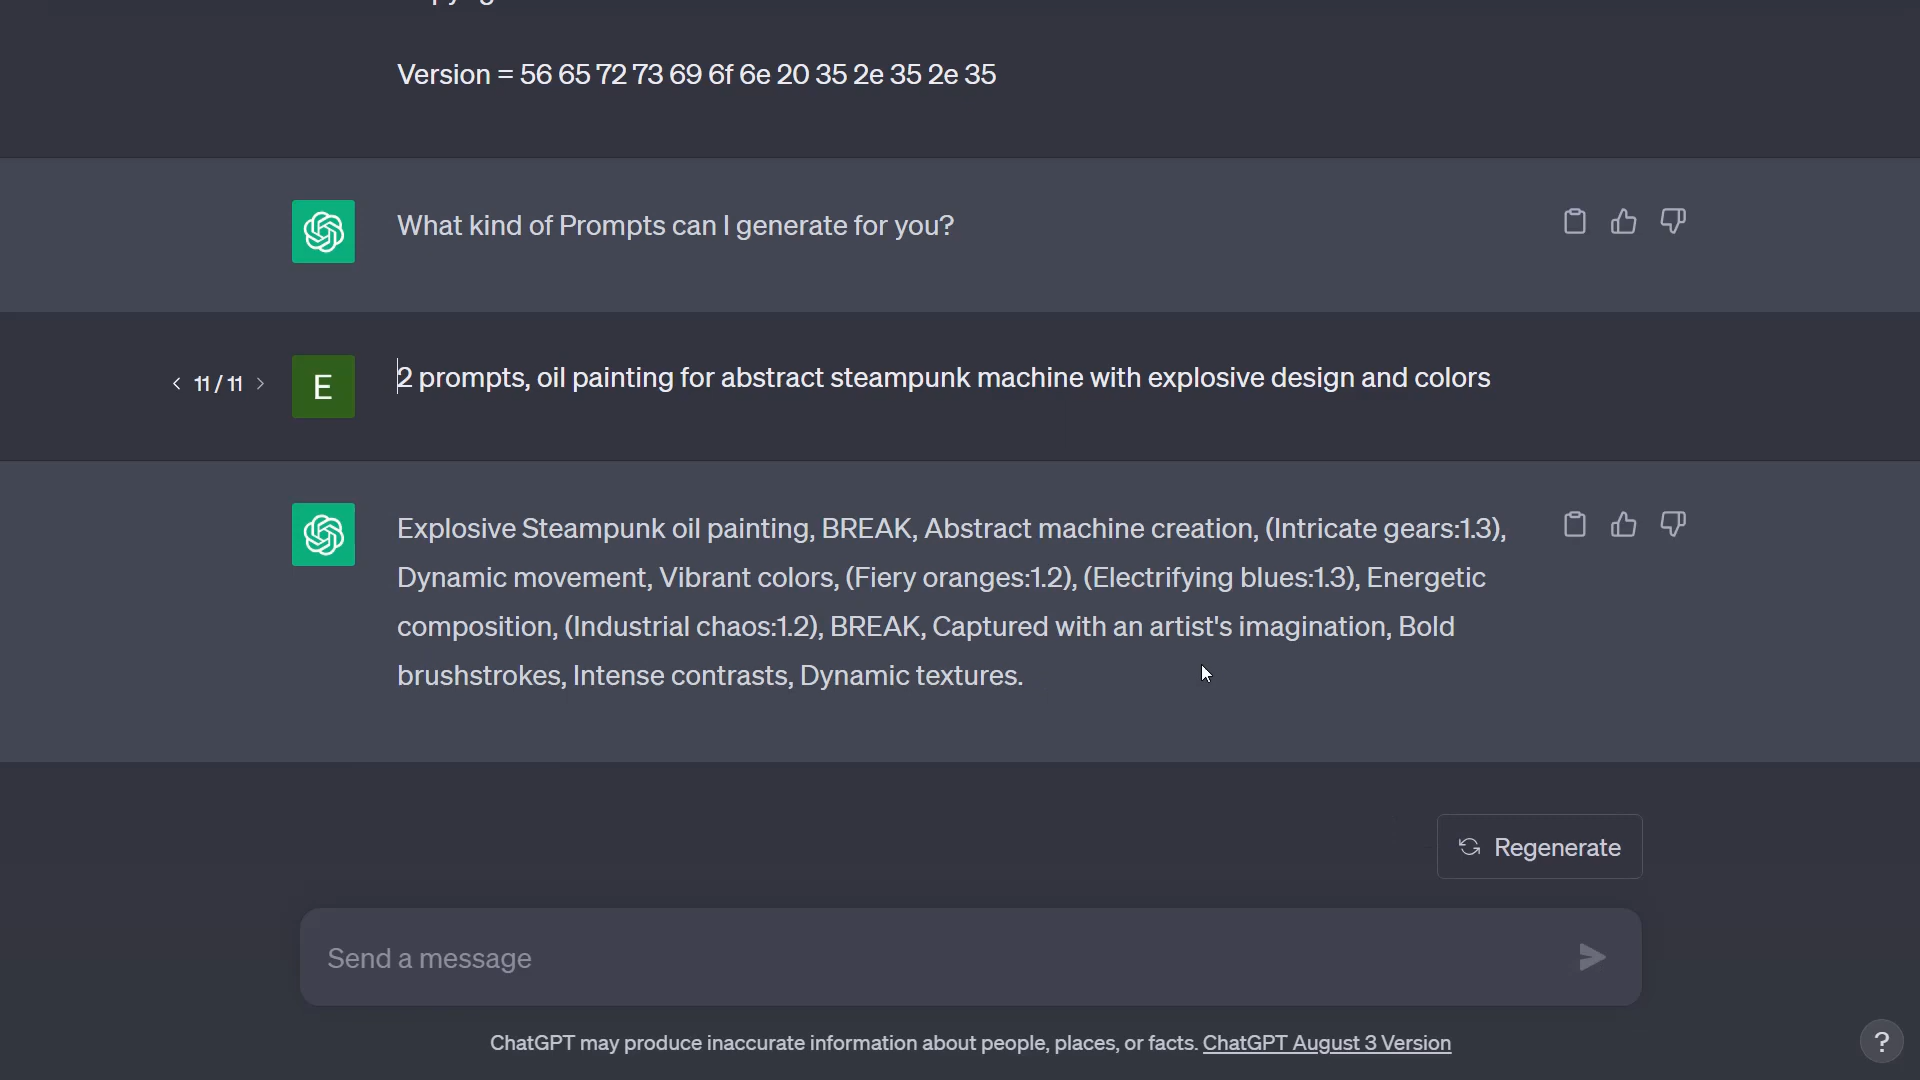 Version = 56 65 72 73 69 6f 6e 20 35 2e 35 2e 35
What kind of Prompts can I generate for you?
< 11 / 11 >
E
2 prompts, oil painting for abstract steampunk machine with explosive design and colors
Explosive Steampunk oil painting, BREAK, Abstract machine creation, (Intricate gears:1.3),
Dynamic movement, Vibrant colors, (Fiery oranges:1.2), (Electrifying blues:1.3), Energetic
composition, (Industrial chaos:1.2), BREAK, Captured with an artist's imagination, Bold
brushstrokes, Intense contrasts, Dynamic textures.
Regenerate
Send a message
ChatGPT may produce inaccurate information about people, places, or facts. ChatGPT August 3 Version
?